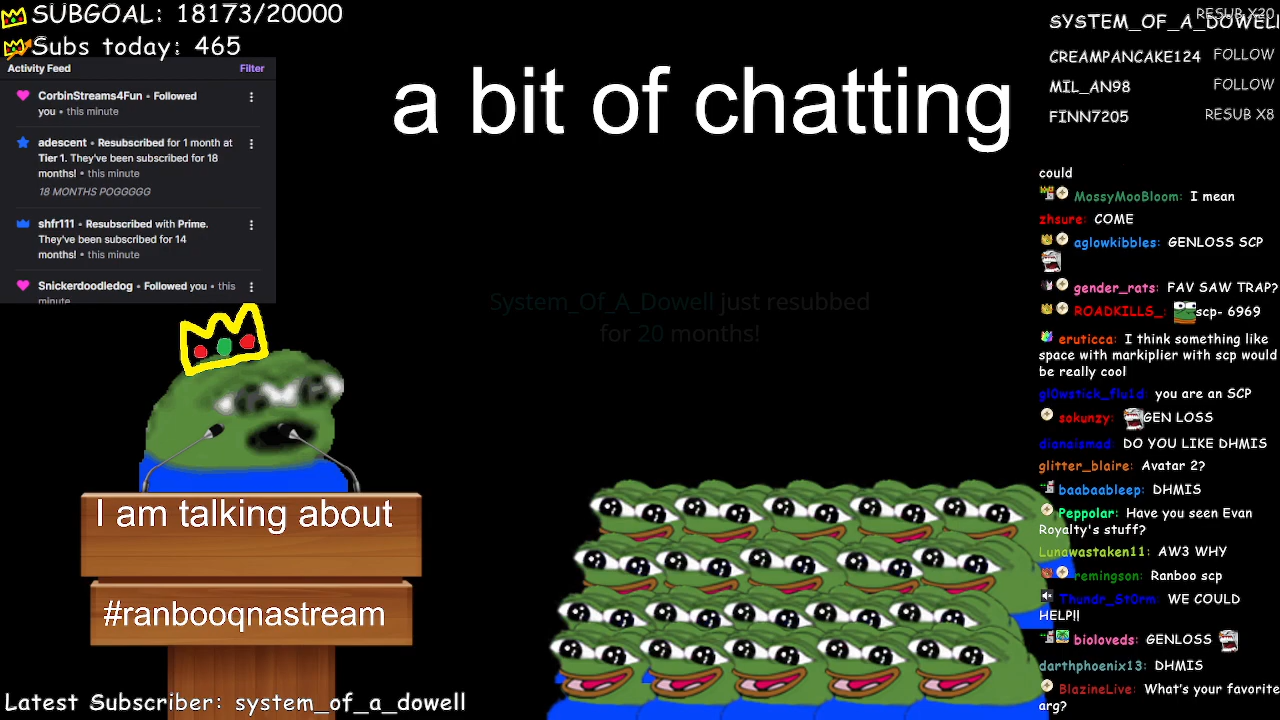 SUBGOAL: 18173/20000
Subs today: 465
Activity Feed
Filter
CorbinStreams4Fun • Followed
you • this minute
adescent • Resubscribed for 1 month at
Tier 1. They've been subscribed for 18
months! • this minute
18 MONTHS POGGGGG
shfr111 • Resubscribed with Prime.
They've been subscribed for 14
months! • this minute
Snickerdoodledog • Followed you • this
minute
a bit of chatting
System_Of_A_Dowell just resubbed
for 20 months!
I am talking about
#ranbooqnastream
Latest Subscriber: system_of_a_dowell
RESUB X20
SYSTEM_OF_A_DOWELL
CREAMPANCAKE124 FOLLOW
MIL_AN98 FOLLOW
FINN7205 RESUB X8
could
MossyMooBloom: I mean
zhsure: COME
aglowkibbles: GENLOSS SCP
gender_rats: FAV SAW TRAP?
ROADKILLS_: scp- 6969
eruticca: I think something like
space with markiplier with scp would
be really cool
gl0wstick_flu1d: you are an SCP
sokunzy: GEN LOSS
dianaismad: DO YOU LIKE DHMIS
glitter_blaire: Avatar 2?
baabaableep: DHMIS
Peppolar: Have you seen Evan
Royalty's stuff?
Lunawastaken11: AW3 WHY
remingson: Ranboo scp
Thundr_St0rm: WE COULD
HELP!!
bioloveds: GENLOSS
darthphoenix13: DHMIS
BlazineLive: What's your favorite
arg?